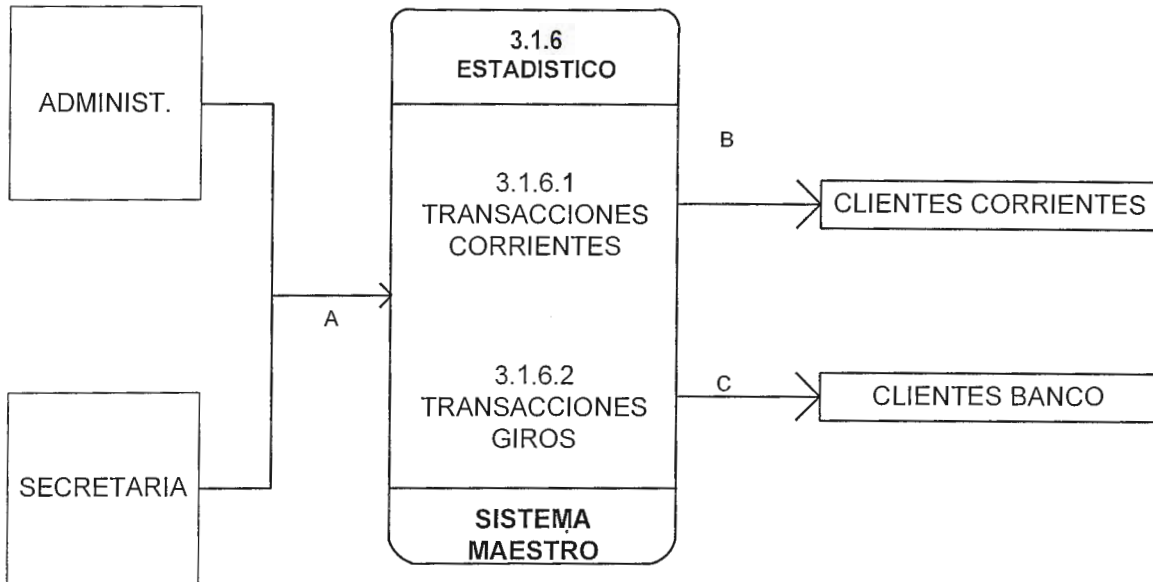 3.1.6
ESTADISTICO
ADMINIST.
B
3.1.6.1
TRANSACCIONES
CORRIENTES
CLIENTES CORRIENTES
A
3.1.6.2
TRANSACCIONES
GIROS
C
CLIENTES BANCO
SECRETARIA
SISTEMA
MAESTRO